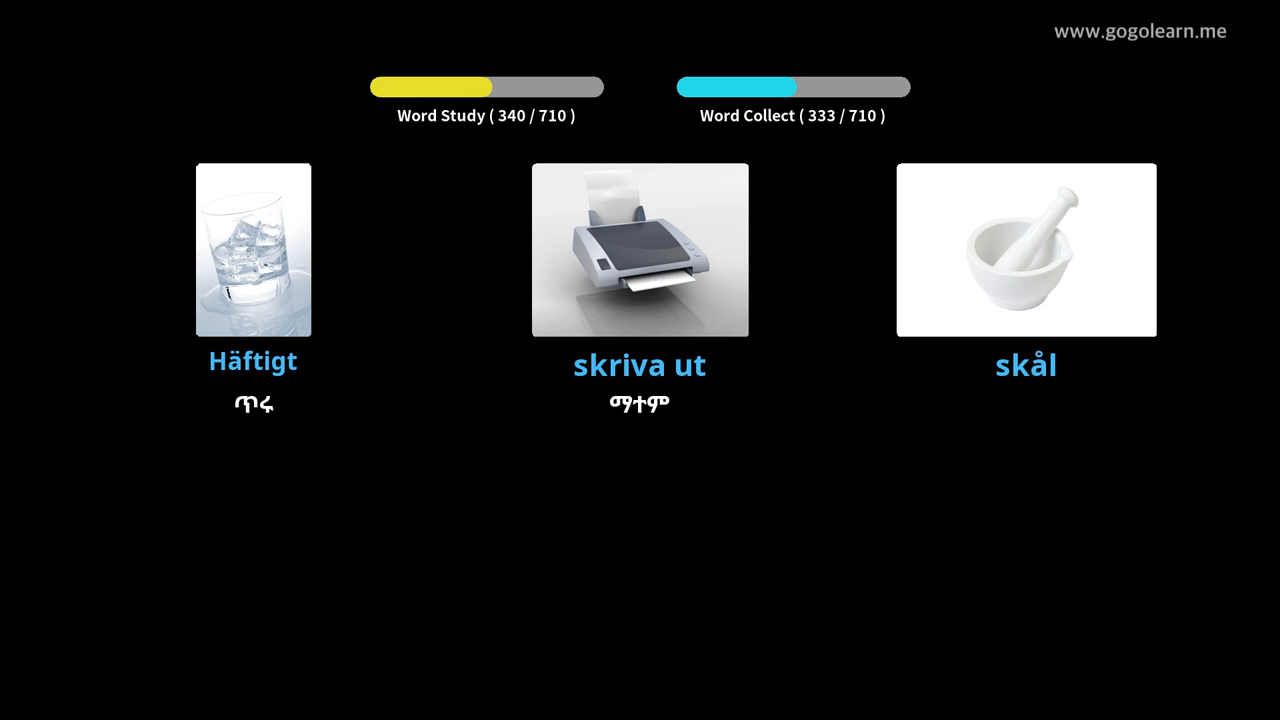 www.gogolearn.me
Word Study ( 340 / 710 )
Word Collect ( 333 / 710 )
Häftigt
skriva ut
skål
ጥሩ
ማተም